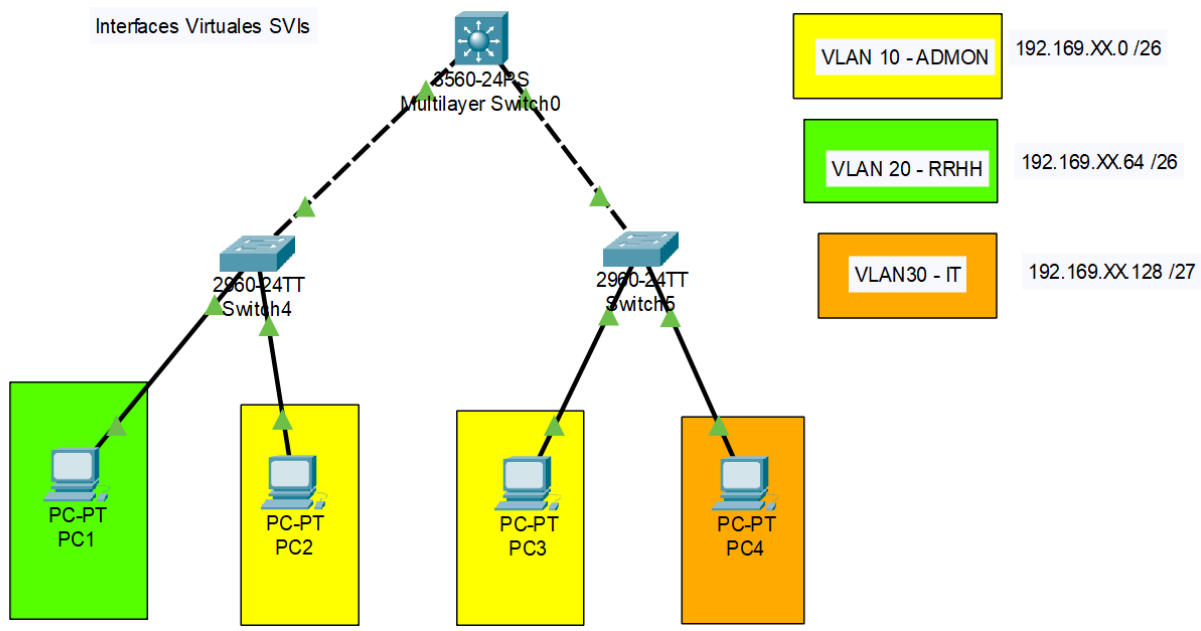 Interfaces Virtuales SVIs
3560-24PS
Multilayer Switch0
VLAN 10 - ADMON
192.169.XX.0 /26
VLAN 20 - RRHH
192.169.XX.64 /26
VLAN30 - IT
192.169.XX.128 /27
2960-24TT
Switch4
2960-24TT
Switch5
PC-PT
PC1
PC-PT
PC2
PC-PT
PC3
PC-PT
PC4